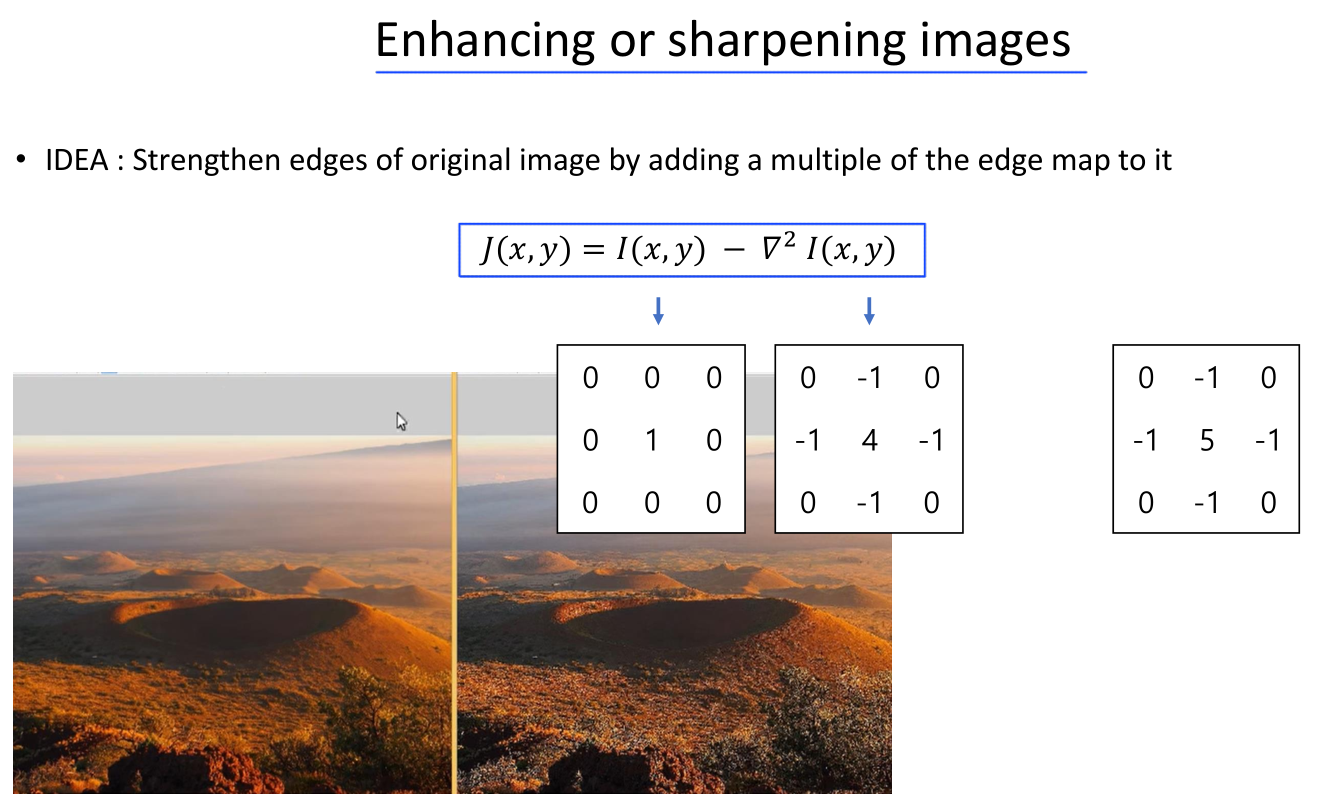 Enhancing or sharpening images
• IDEA : Strengthen edges of original image by adding a multiple of the edge map to it
J(x, y) = I(x, y) − ∇² I(x, y)
0 0 0
0 1 0
0 0 0
0 -1 0
-1 4 -1
0 -1 0
0 -1 0
-1 5 -1
0 -1 0